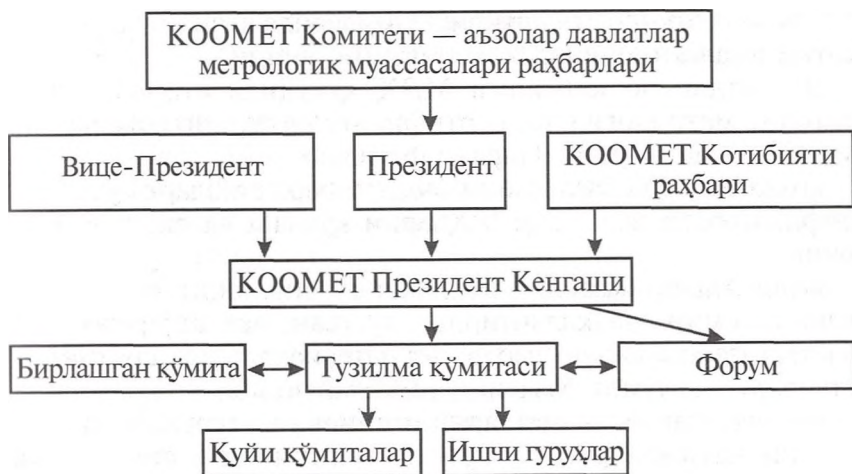 КООМЕТ Комитети — аъзолар давлатлар
метрологик муассасалари раҳбарлари
Вице-Президент
Президент
КООМЕТ Котибияти
раҳбари
КООМЕТ Президент Кенгаши
Бирлашган қўмита
Тузилма қўмитаси
Форум
Қуйи қўмиталар
Ишчи гуруҳлар